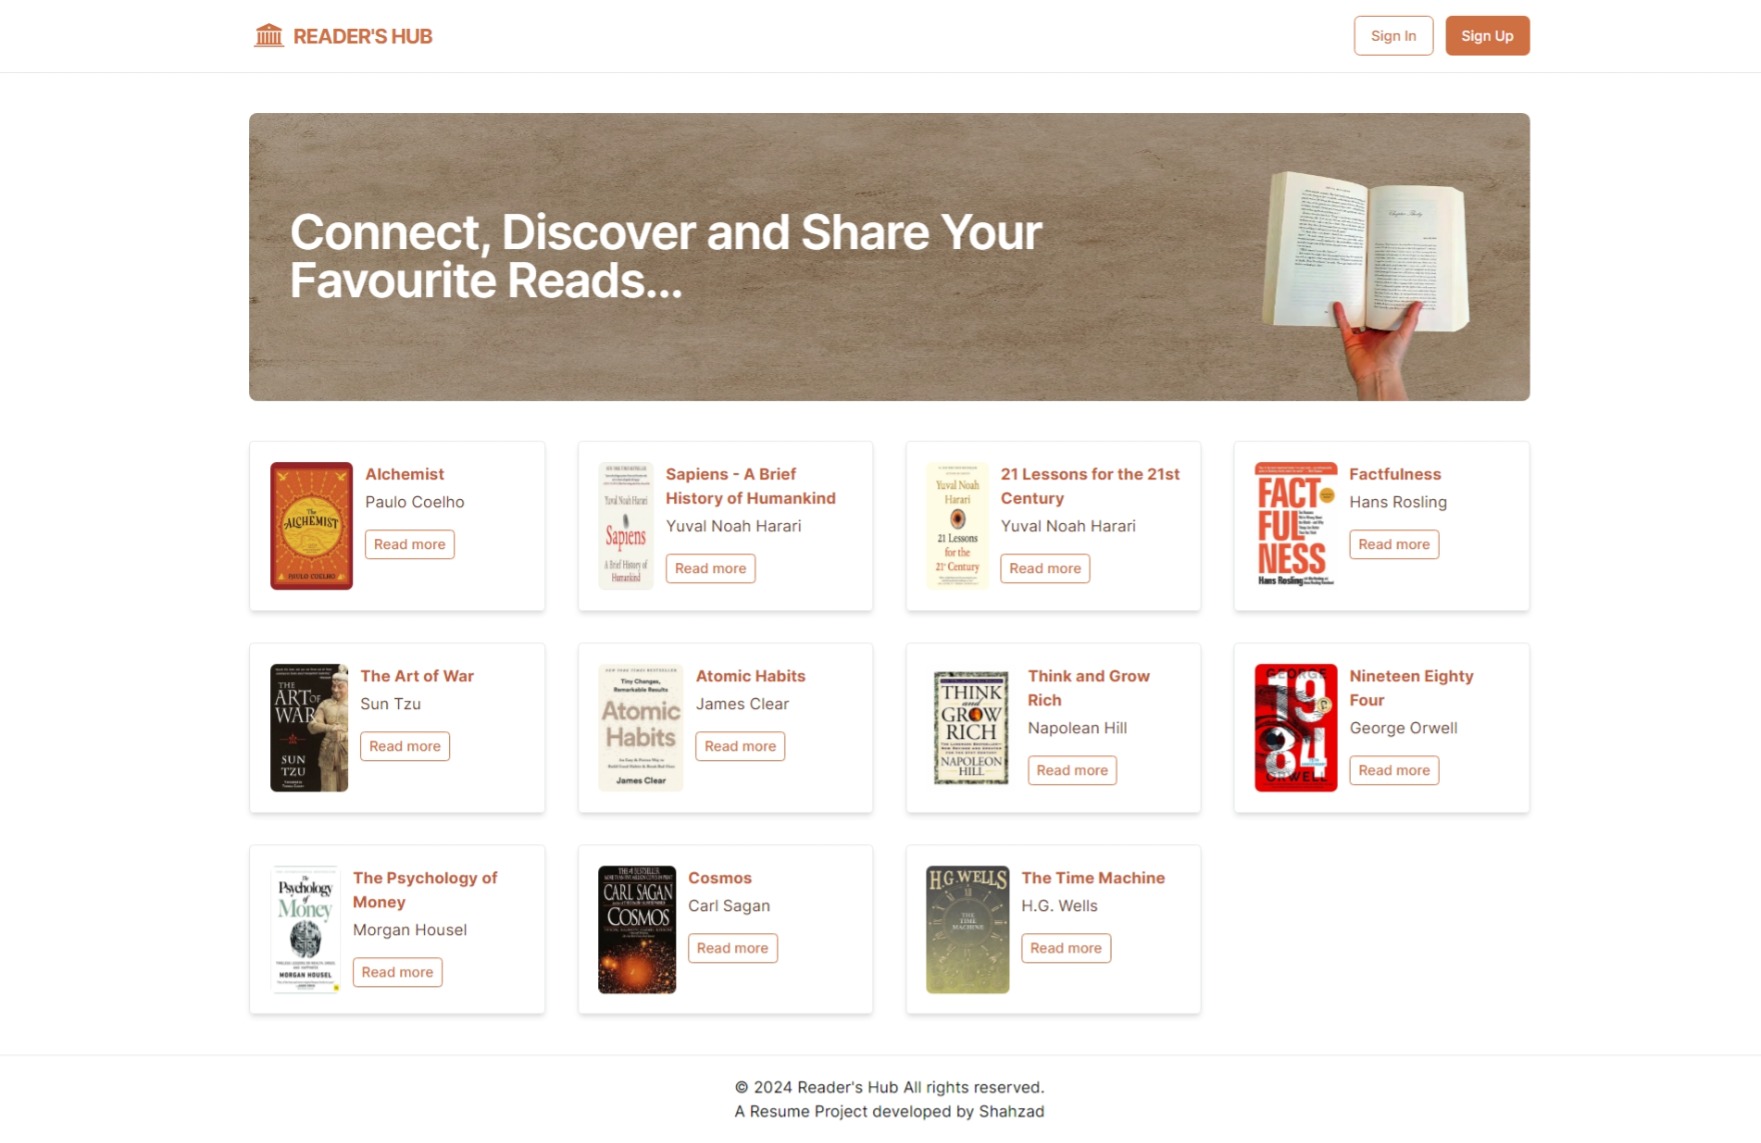 READER'S HUB
Sign In
Sign Up
Connect, Discover and Share Your
Favourite Reads...
The
ALCHEMIST
PAULO COELHO
Alchemist
Paulo Coelho
Read more
Yuval Noah Harari
Sapiens
A Brief History of
Humankind
Sapiens - A Brief
History of Humankind
Yuval Noah Harari
Read more
Yuval Noah
Harari
21 Lessons
for the
21st Century
21 Lessons for the 21st
Century
Yuval Noah Harari
Read more
FACT
FUL
NESS
Hans Rosling
Factfulness
Hans Rosling
Read more
THE
ART OF
WAR
SUN
TZU
The Art of War
Sun Tzu
Read more
Tiny Changes,
Remarkable Results
Atomic
Habits
James Clear
Atomic Habits
James Clear
Read more
THINK
and
GROW
RICH
NAPOLEON
HILL
Think and Grow
Rich
Napolean Hill
Read more
GEORGE
19
84
ORWELL
Nineteen Eighty
Four
George Orwell
Read more
The
Psychology
of
Money
MORGAN HOUSEL
The Psychology of
Money
Morgan Housel
Read more
CARL SAGAN
COSMOS
Cosmos
Carl Sagan
Read more
H.G. WELLS
THE
TIME
MACHINE
The Time Machine
H.G. Wells
Read more
© 2024 Reader's Hub All rights reserved.
A Resume Project developed by Shahzad